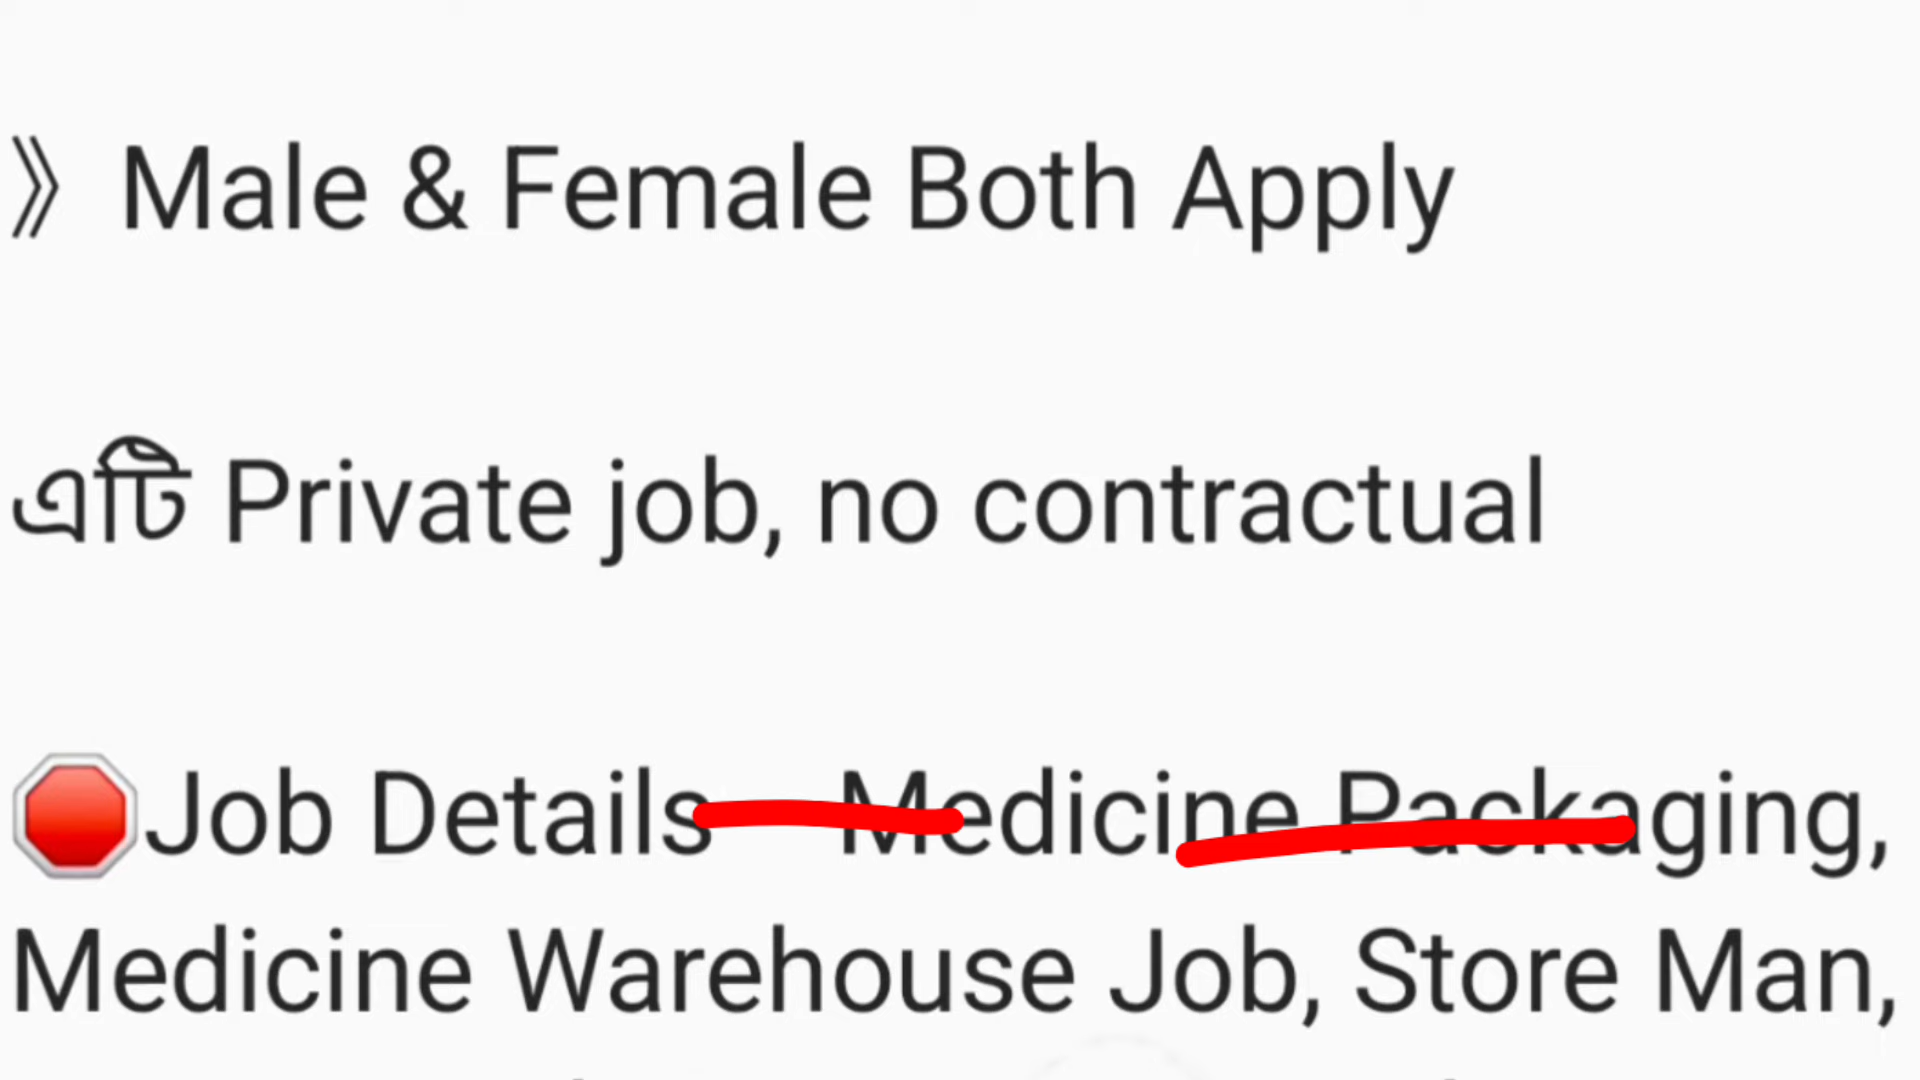 》Male & Female Both Apply
এটি Private job, no contractual
🛑Job Details Medicine Packaging,
Medicine Warehouse Job, Store Man,